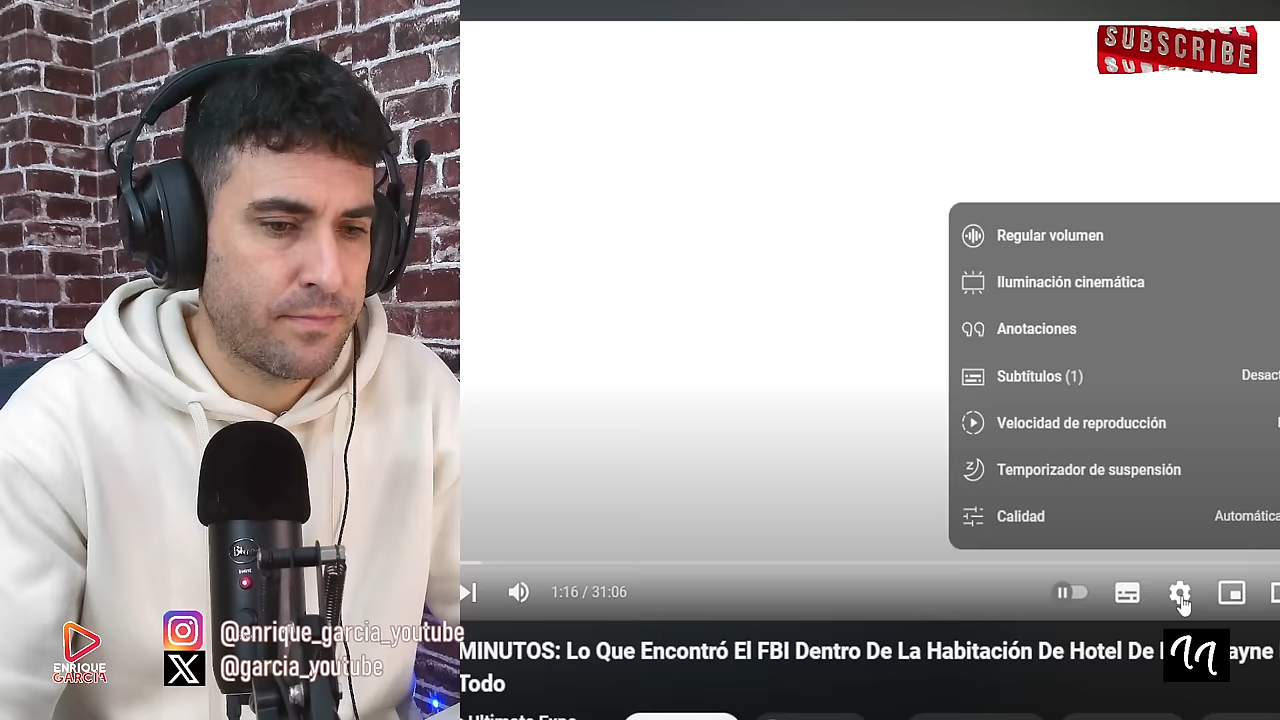 SUBSCRIBE
Regular volumen
Iluminación cinemática
Anotaciones
Subtítulos (1)
Velocidad de reproducción
Temporizador de suspensión
Calidad
Automática
1:16 / 31:06
MINUTOS: Lo Que Encontró El FBI Dentro De La Habitación De Hotel De
Todo
@enrique_garcia_youtube
@garcia_youtube
ENRIQUE
GARCIA